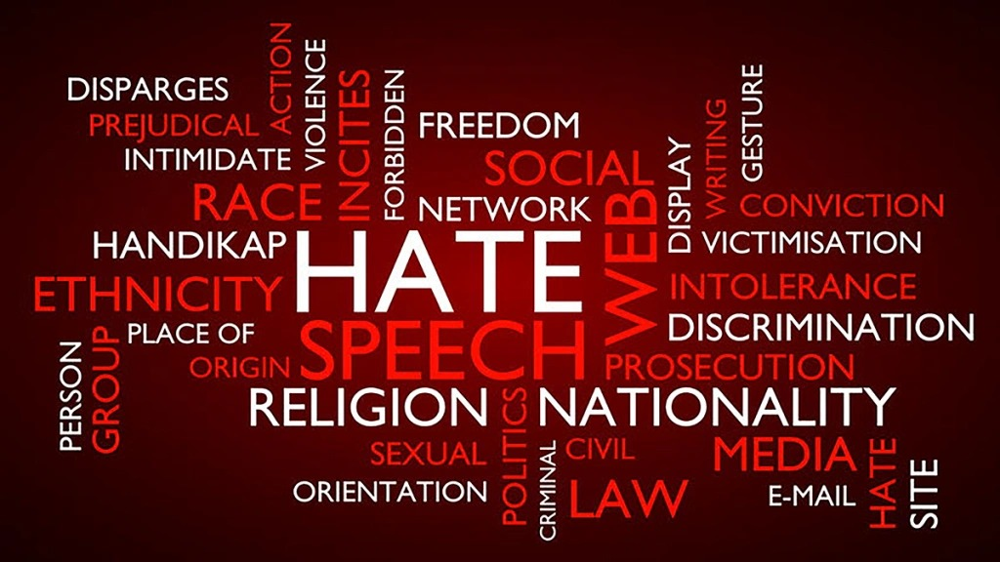 DISPARGES
PREJUDICAL
INTIMIDATE
ACTION
VIOLENCE
INCITES
FORBIDDEN
FREEDOM
SOCIAL
NETWORK
RACE
HANDIKAP
ETHNICITY
PLACE OF
ORIGIN
PERSON
GROUP
HATE
SPEECH
WEB
DISPLAY
WRITING
GESTURE
CONVICTION
VICTIMISATION
INTOLERANCE
DISCRIMINATION
PROSECUTION
RELIGION
NATIONALITY
SEXUAL
ORIENTATION
POLITICS
CRIMINAL
CIVIL
LAW
MEDIA
E-MAIL
HATE
SITE